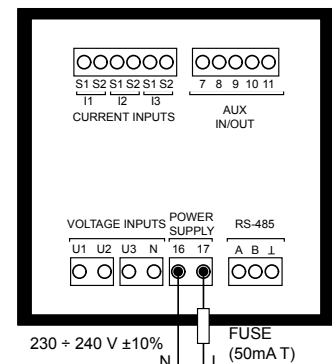 S1 S2 S1 S2 S1 S2
I1 I2 I3
CURRENT INPUTS
7 8 9 10 11
AUX
IN/OUT
VOLTAGE INPUTS
POWER
SUPPLY
RS-485
U1 U2 U3 N 16 17 A B ⊥
230 ÷ 240 V ±10%
N L
FUSE
(50mA T)